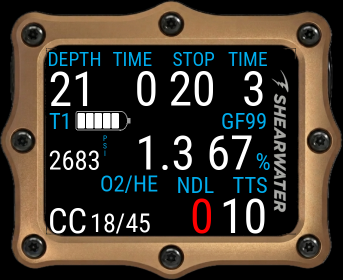 DEPTH TIME STOP TIME
21 0 20 3
T1 GF99
2683 PSI 1.3 67%
O2/HE NDL TTS
CC 18/45 0 10
SHEARWATER